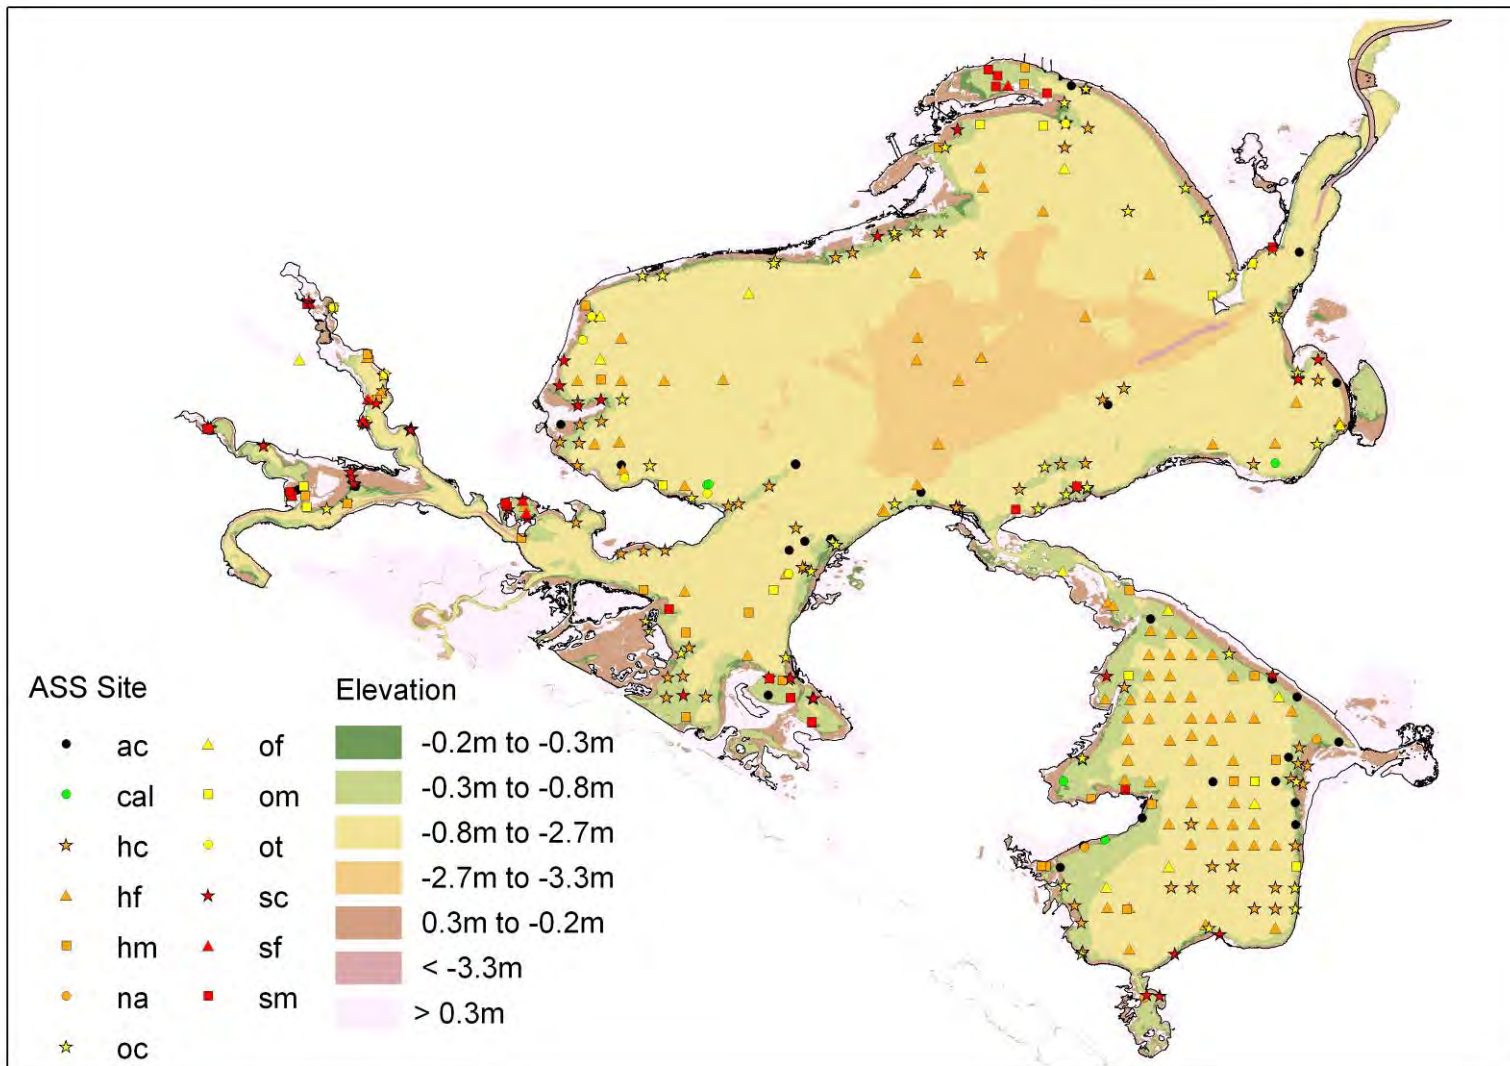 ASS Site
ac
cal
hc
hf
hm
na
oc
of
om
ot
sc
sf
sm
Elevation
-0.2m to -0.3m
-0.3m to -0.8m
-0.8m to -2.7m
-2.7m to -3.3m
0.3m to -0.2m
< -3.3m
> 0.3m